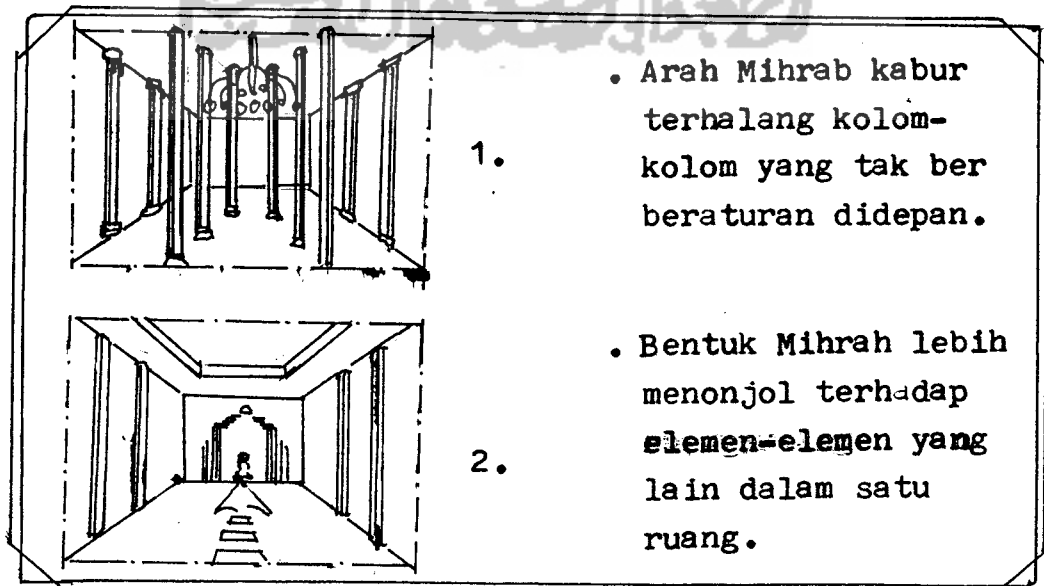 1.
• Arah Mihrab kabur
terhalang kolom-
kolom yang tak ber
beraturan didepan.
2.
• Bentuk Mihrah lebih
menonjol terhadap
elemen-elemen yang
lain dalam satu
ruang.